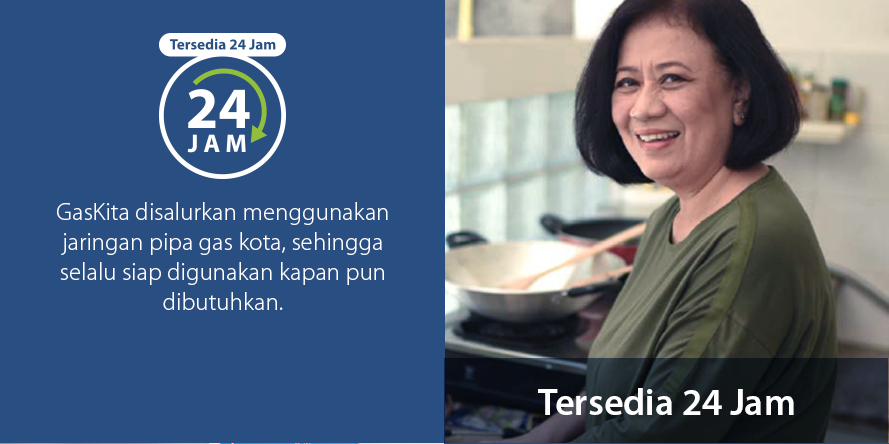 Tersedia 24 Jam
24
JAM
GasKita disalurkan menggunakan
jaringan pipa gas kota, sehingga
selalu siap digunakan kapan pun
dibutuhkan.
Tersedia 24 Jam